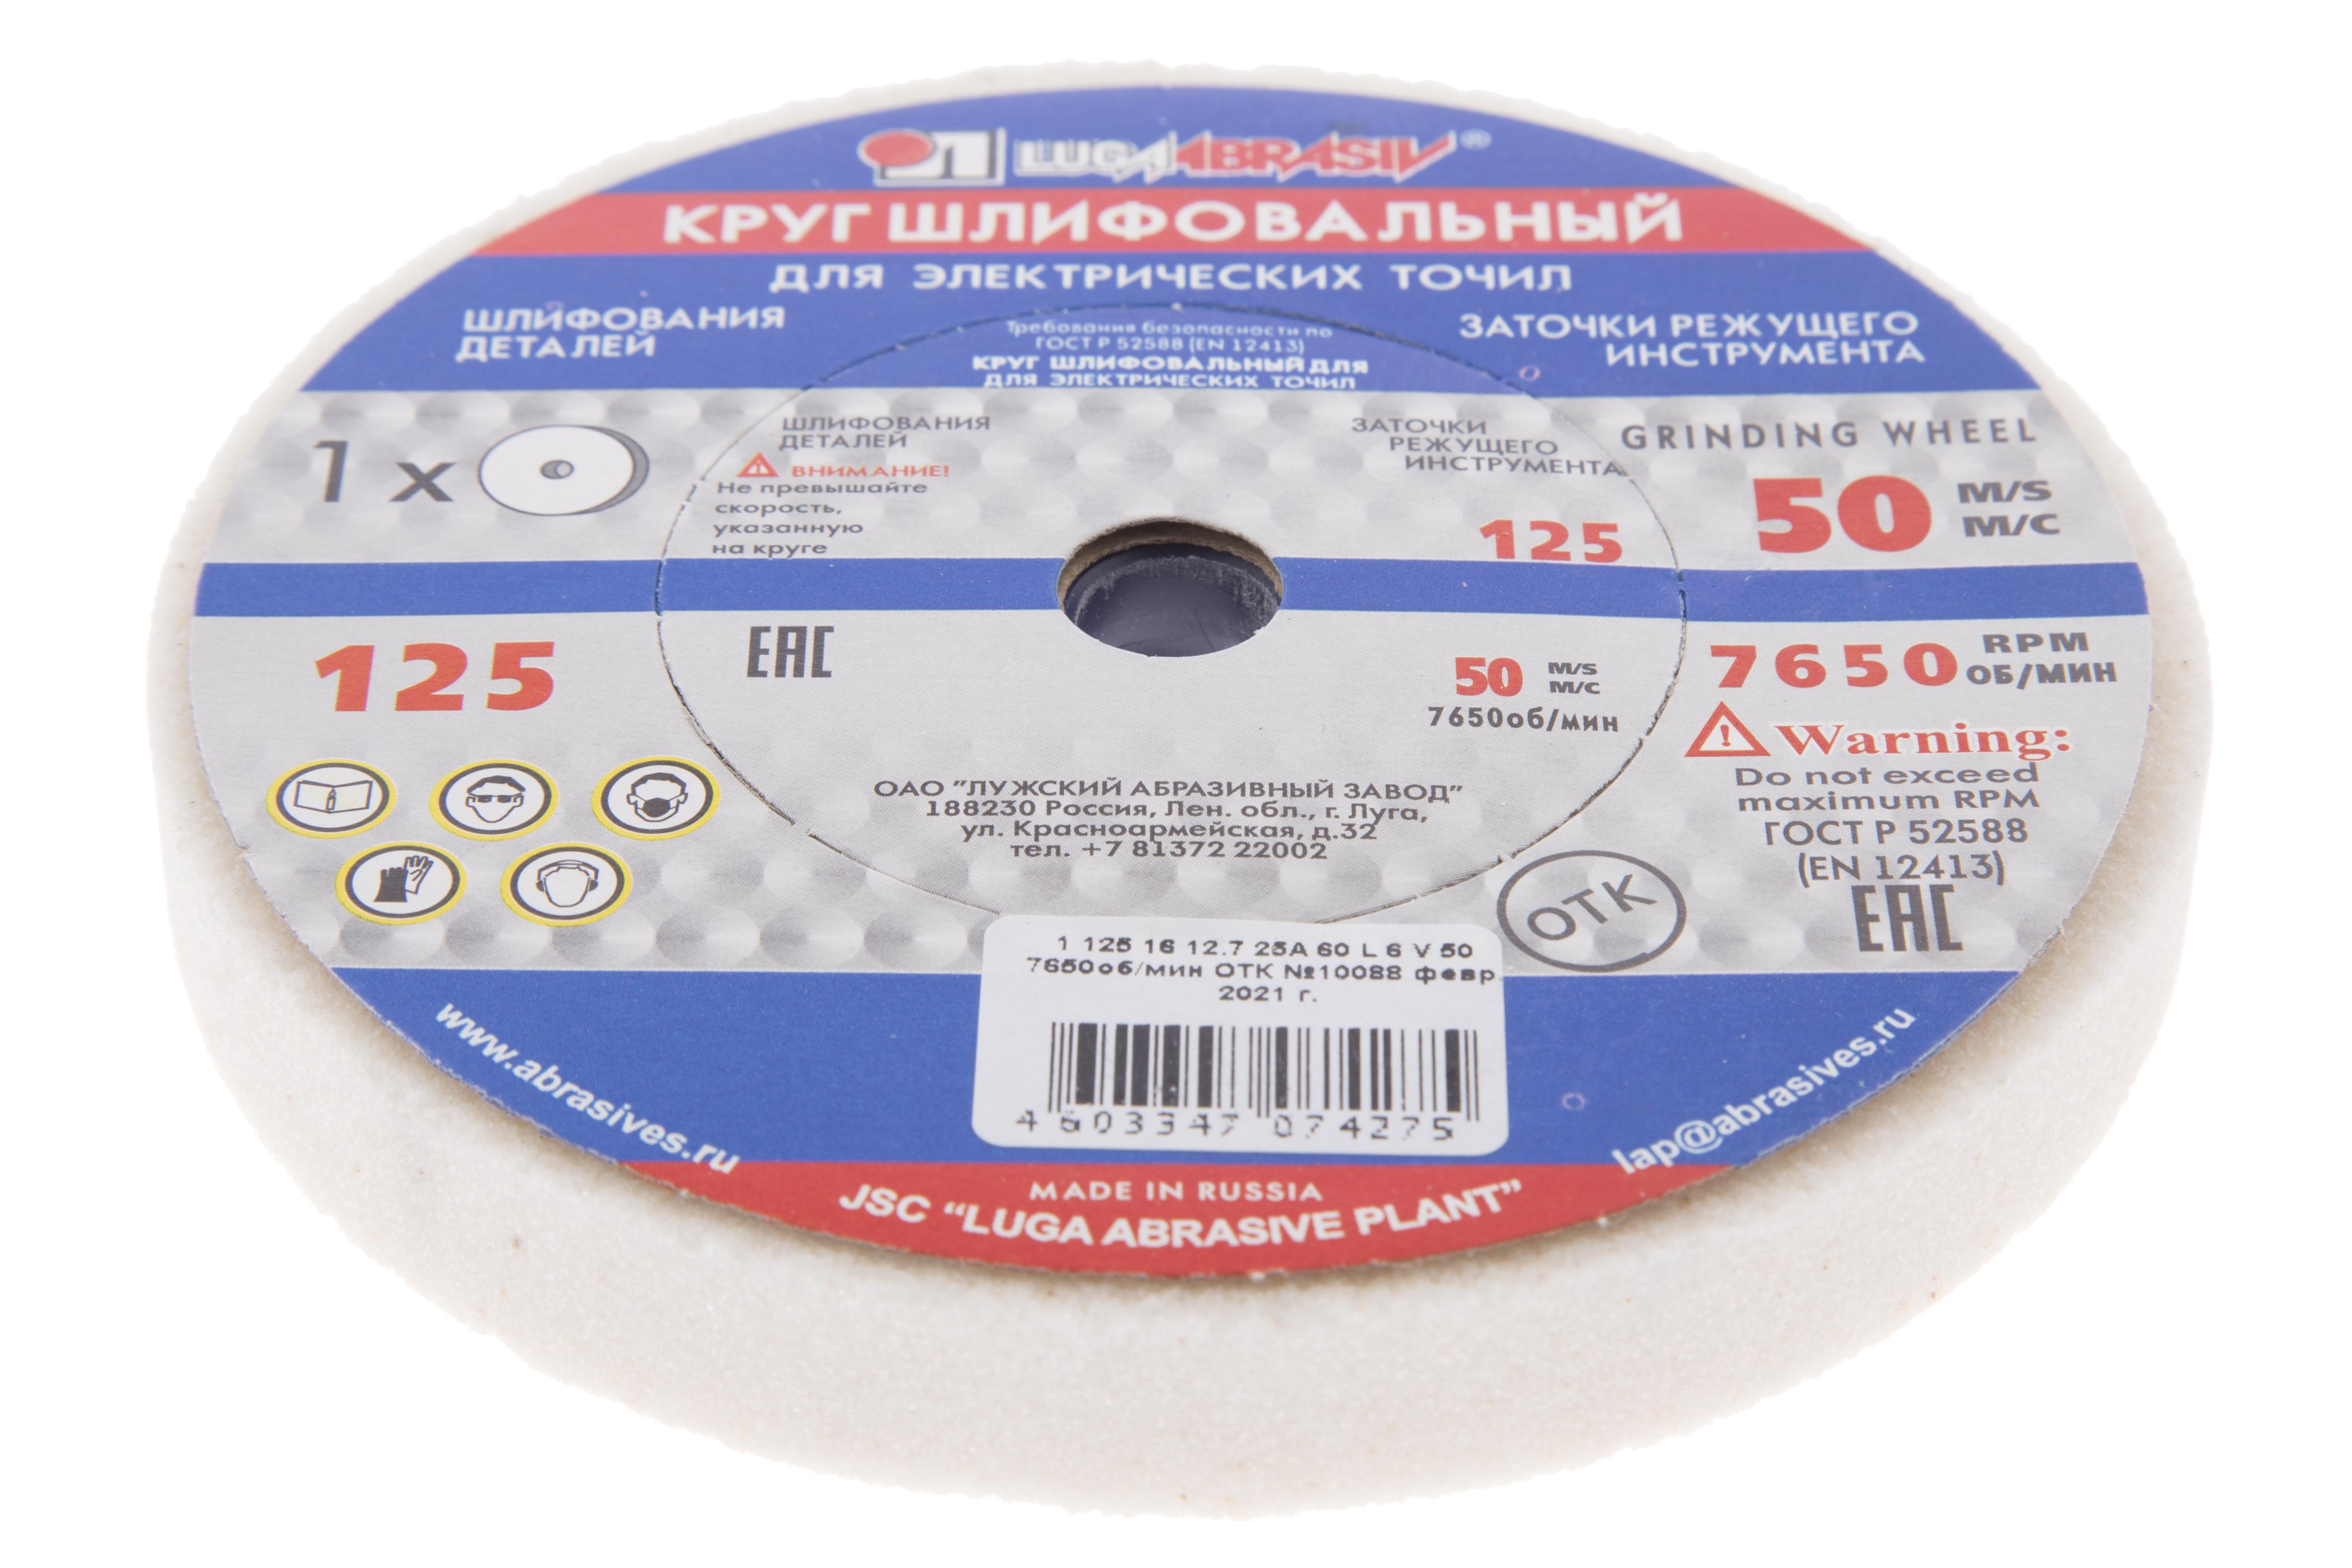 LUGAABRASIV®
КРУГ ШЛИФОВАЛЬНЫЙ
ДЛЯ ЭЛЕКТРИЧЕСКИХ ТОЧИЛ
ШЛИФОВАНИЯ
ДЕТАЛЕЙ
ЗАТОЧКИ РЕЖУЩЕГО
ИНСТРУМЕНТА
Требования безопасности по
ГОСТ Р 52588 (EN 12413)
КРУГ ШЛИФОВАЛЬНЫЙ ДЛЯ
ДЛЯ ЭЛЕКТРИЧЕСКИХ ТОЧИЛ
1 x
ШЛИФОВАНИЯ
ДЕТАЛЕЙ
ВНИМАНИЕ!
Не превышайте
скорость,
указанную
на круге
ЗАТОЧКИ
РЕЖУЩЕГО
ИНСТРУМЕНТА
125
GRINDING WHEEL
50 M/S
М/С
125
EAC
50 M/S
М/С
7650об/мин
7650 RPM
ОБ/МИН
Warning:
Do not exceed
maximum RPM
ГОСТ Р 52588
(EN 12413)
EAC
ОАО "ЛУЖСКИЙ АБРАЗИВНЫЙ ЗАВОД"
188230 Россия, Лен. обл., г. Луга,
ул. Красноармейская, д.32
тел. +7 81372 22002
ОТК
1 125 16 12.7 25А 60 L 6 V 50
7650об/мин ОТК №10088 февр
2021 г.
4 603347 074275
www.abrasives.ru
lap@abrasives.ru
MADE IN RUSSIA
JSC “LUGA ABRASIVE PLANT”